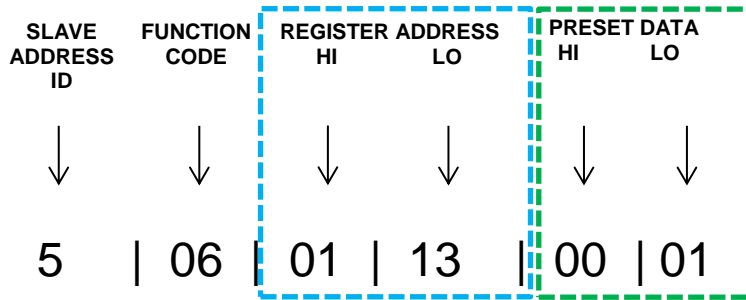 SLAVE ADDRESS ID
FUNCTION CODE
REGISTER ADDRESS
HI LO
PRESET DATA
HI LO
5 | 06 | 01 | 13 | 00 | 01